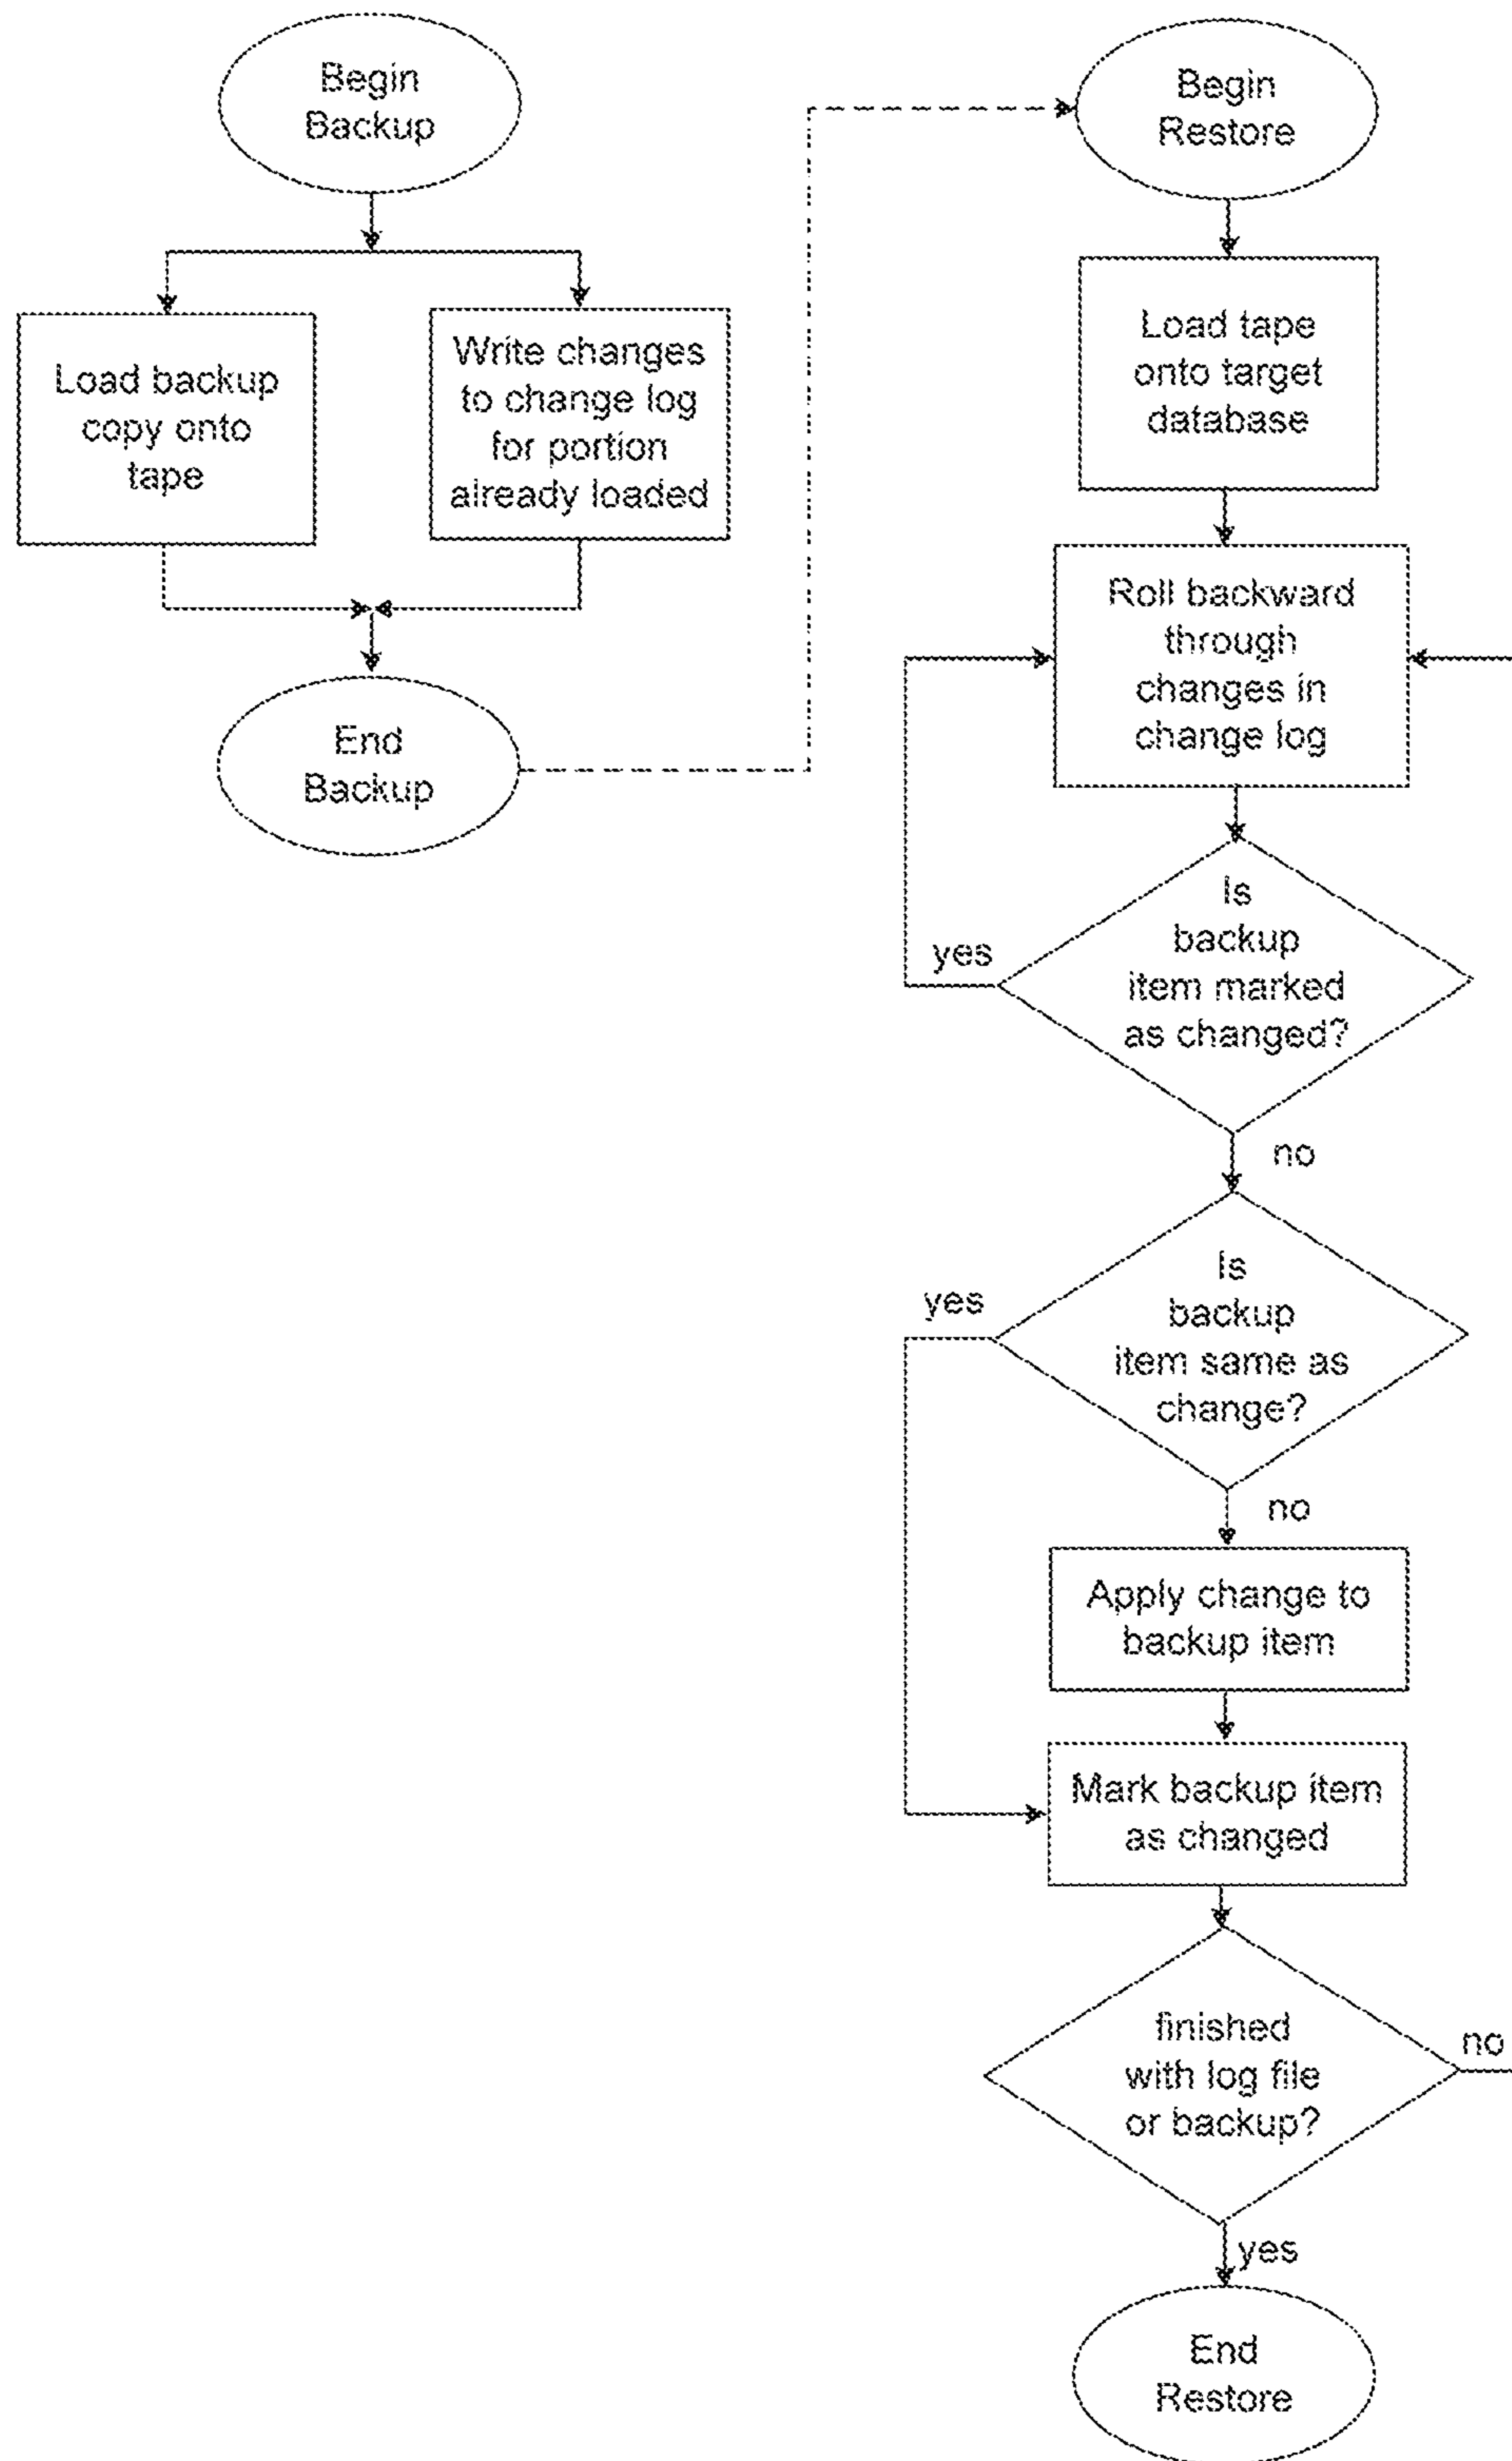 Begin
Backup
Load backup
copy onto
tape
Write changes
to change log
for portion
already loaded
End
Backup
Begin
Restore
Load tape
onto target
database
Roll backward
through
changes in
change log
Is
backup
item marked
as changed?
yes
no
Is
backup
item same as
change?
yes
no
Apply change to
backup item
Mark backup item
as changed
finished
with log file
or backup?
no
yes
End
Restore